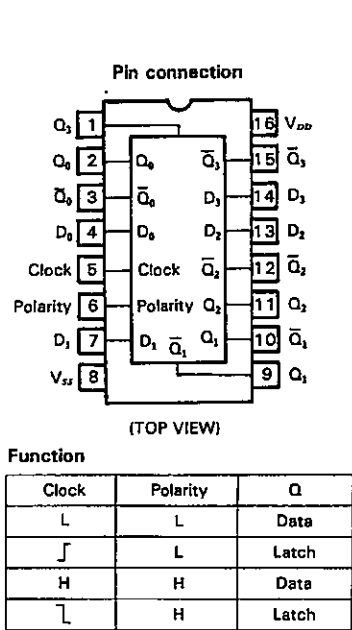 Pin connection
Q₃ 1 16 V_DD
Q₀ 2 Q₀ Q̅₃ 15 Q̅₃
Q̅₀ 3 Q̅₀ D₃ 14 D₃
D₀ 4 D₀ D₂ 13 D₂
Clock 5 Clock Q̅₂ 12 Q̅₂
Polarity 6 Polarity Q₂ 11 Q₂
D₁ 7 D₁ Q̅₁ Q₁ 10 Q̅₁
V_SS 8 9 Q₁
(TOP VIEW)
Function
Clock Polarity Q
L L Data
L Latch
H H Data
H Latch